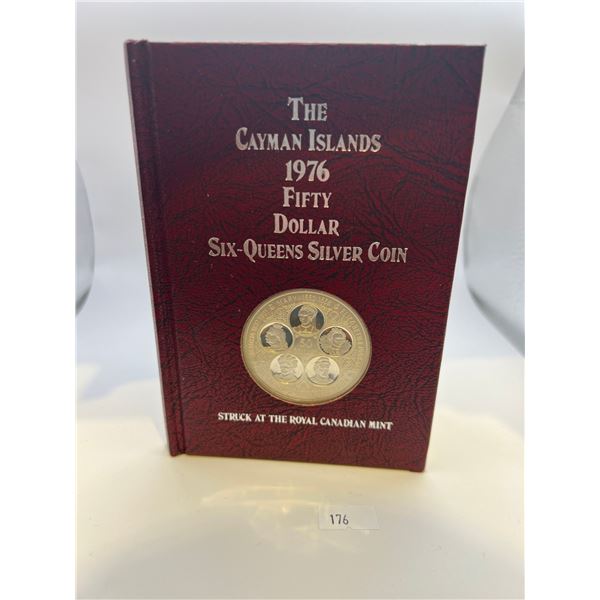 THE
CAYMAN ISLANDS
1976
FIFTY
DOLLAR
SIX-QUEENS SILVER COIN
STRUCK AT THE ROYAL CANADIAN MINT
176